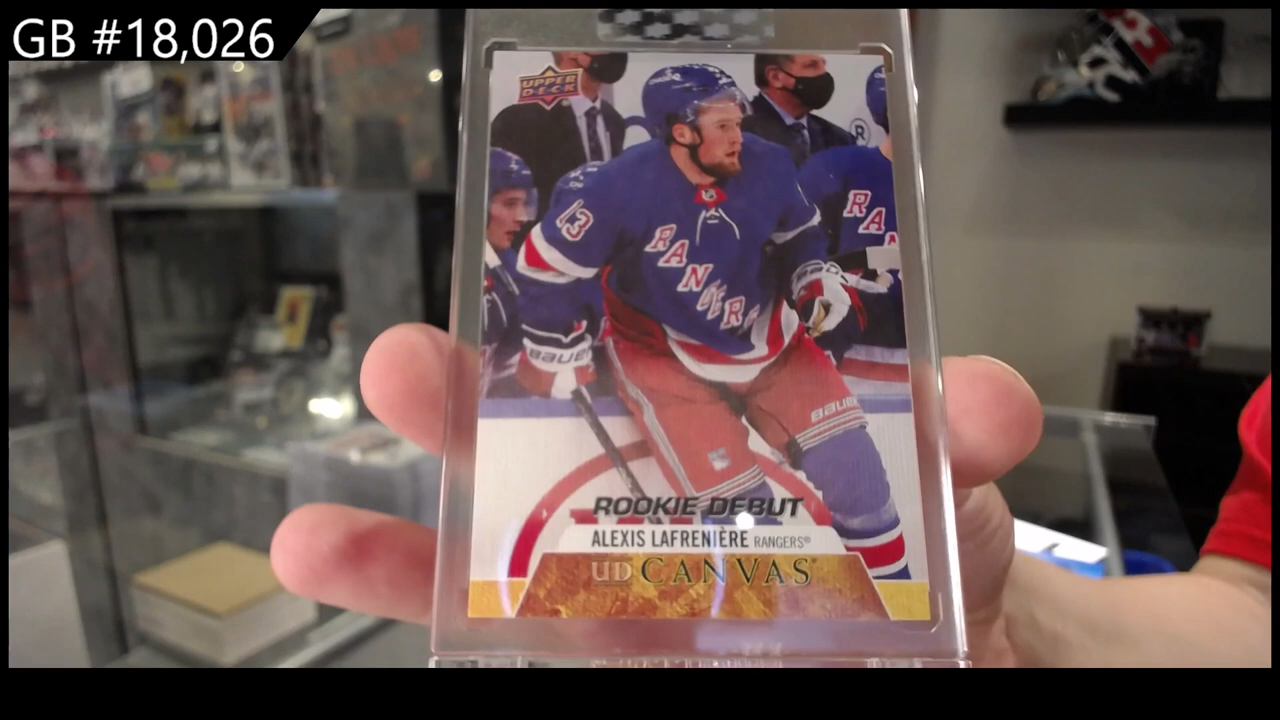 GB #18,026
UPPER
DECK
R
13
RANGERS
RA
BAUER
BAUER
ROOKIE DEBUT
ALEXIS LAFRENIÈRE RANGERS®
UD CANVAS